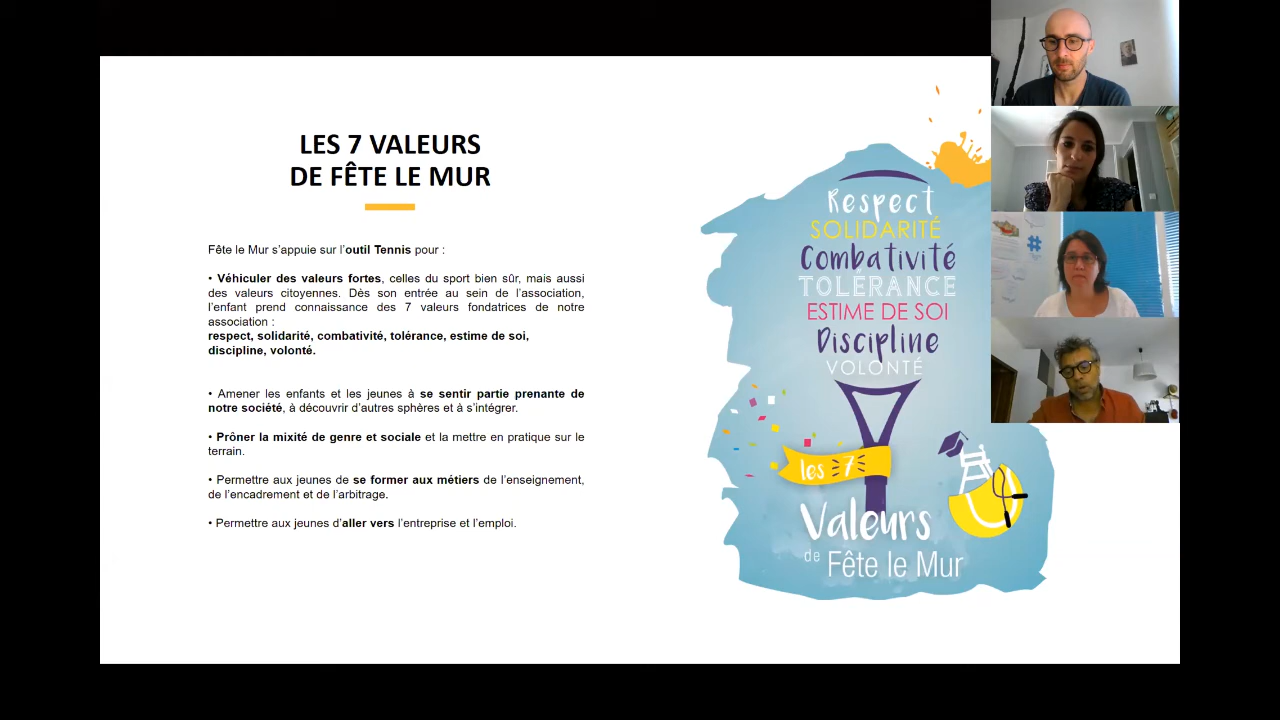 LES 7 VALEURS
DE FÊTE LE MUR
Fête le Mur s’appuie sur l’outil Tennis pour :
• Véhiculer des valeurs fortes, celles du sport bien sûr, mais aussi
des valeurs citoyennes. Dès son entrée au sein de l’association,
l’enfant prend connaissance des 7 valeurs fondatrices de notre
association :
respect, solidarité, combativité, tolérance, estime de soi,
discipline, volonté.
• Amener les enfants et les jeunes à se sentir partie prenante de
notre société, à découvrir d’autres sphères et à s’intégrer.
• Prôner la mixité de genre et sociale et la mettre en pratique sur le
terrain.
• Permettre aux jeunes de se former aux métiers de l’enseignement,
de l’encadrement et de l’arbitrage.
• Permettre aux jeunes d’aller vers l’entreprise et l’emploi.
Respect
SOLIDARITÉ
Combativité
TOLÉRANCE
ESTIME DE SOI
Discipline
VOLONTÉ
les 7
Valeurs
de Fête le Mur